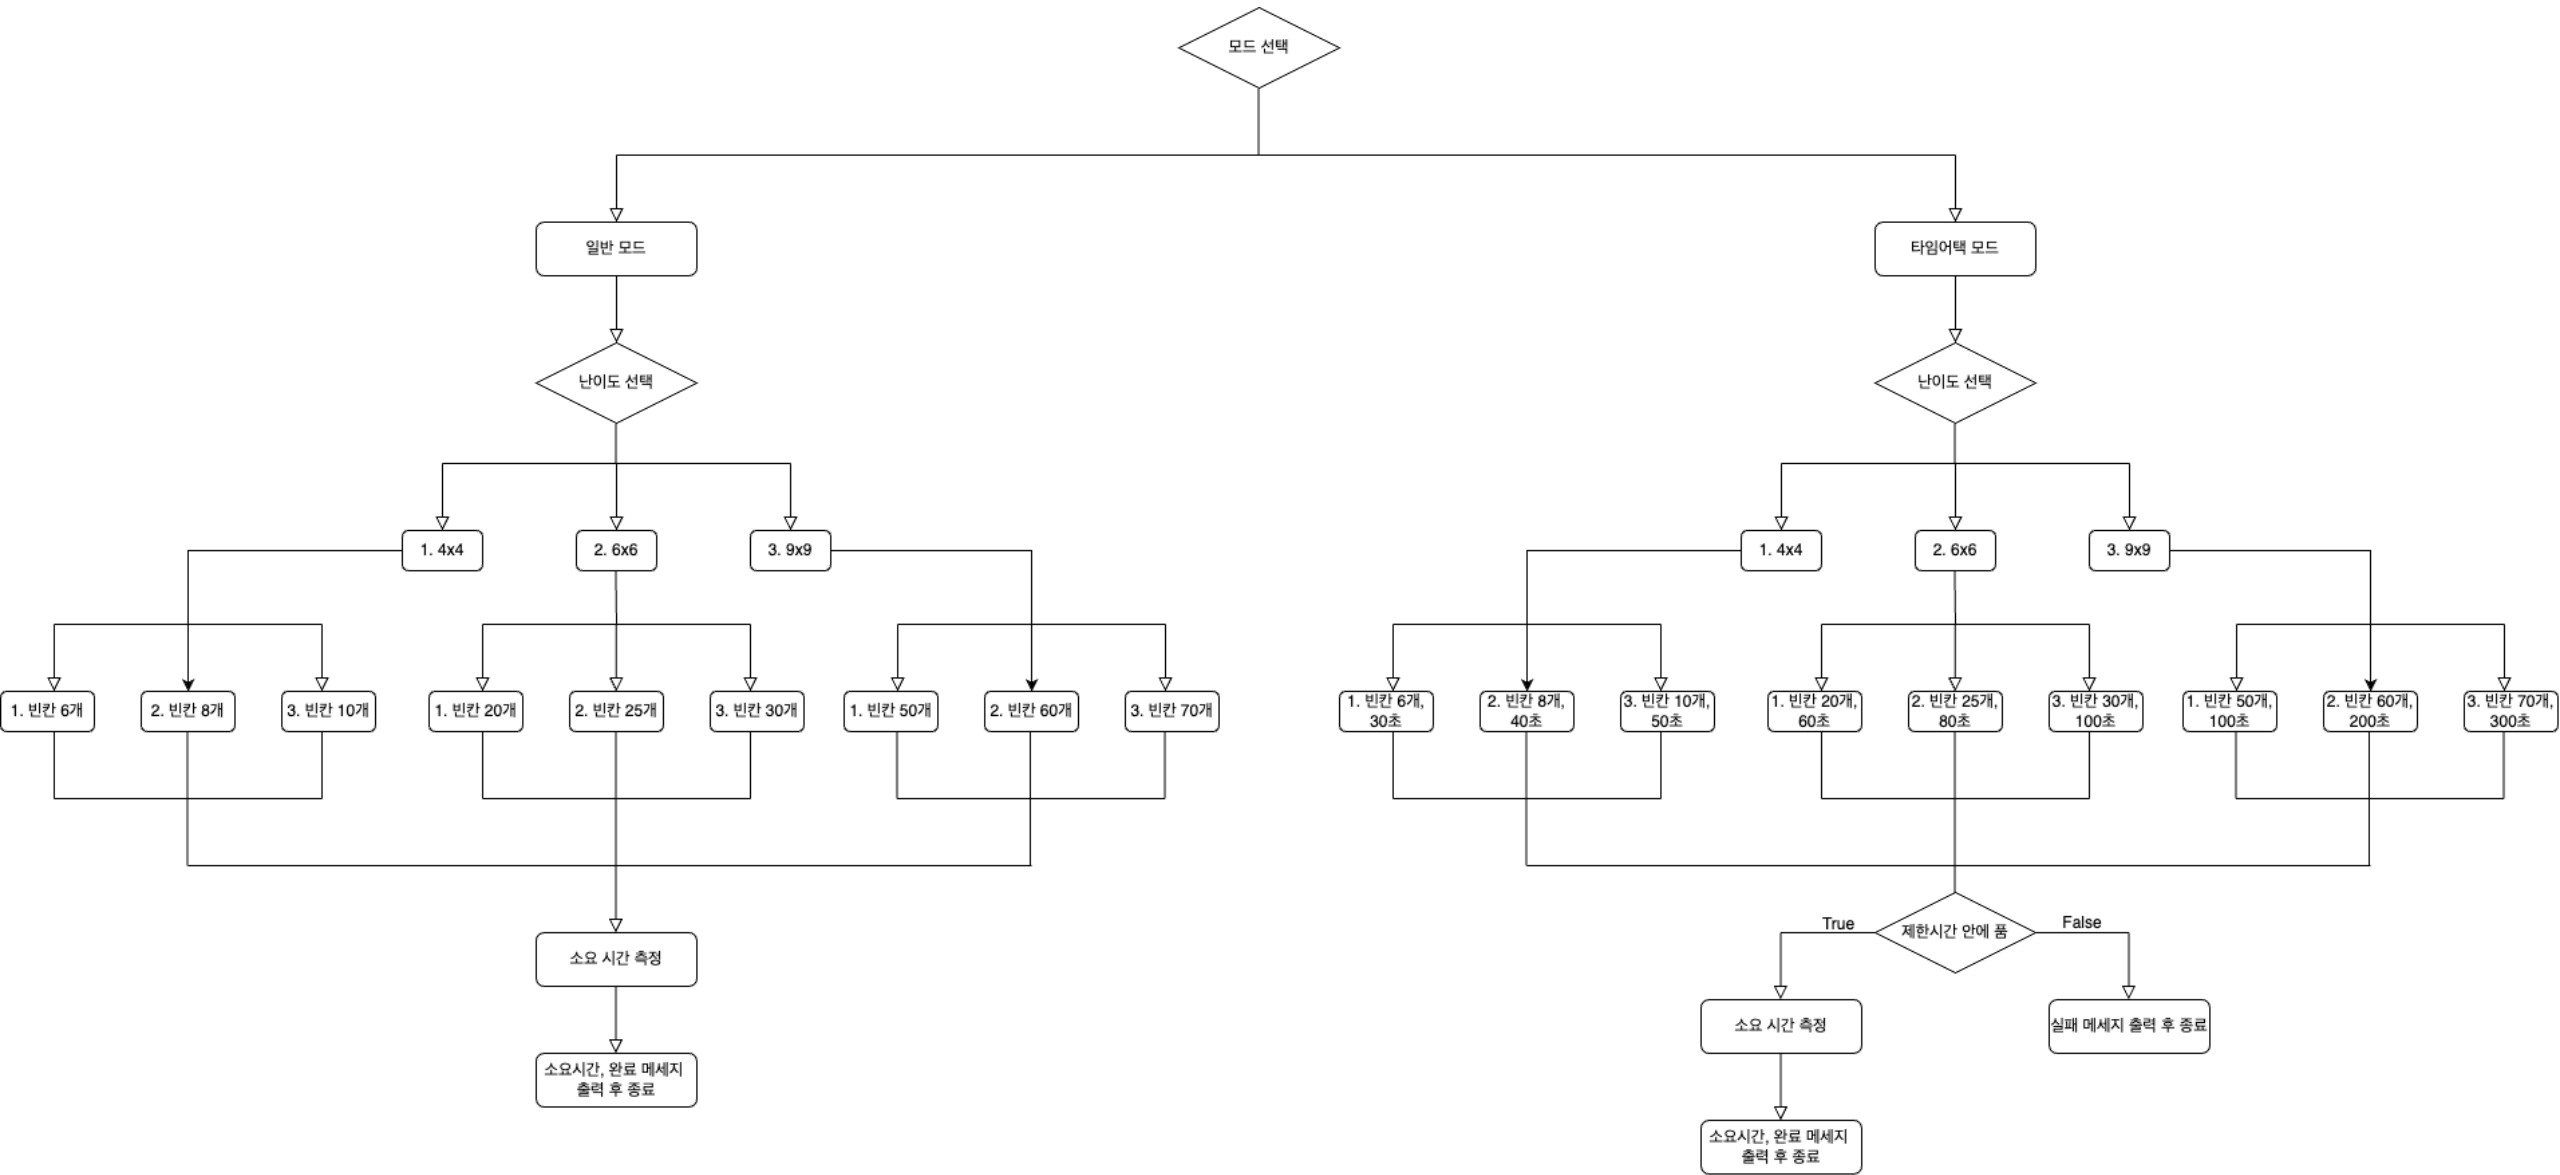 모드 선택
일반 모드
타임어택 모드
난이도 선택
난이도 선택
1. 4x4
2. 6x6
3. 9x9
1. 4x4
2. 6x6
3. 9x9
1. 빈칸 6개
2. 빈칸 8개
3. 빈칸 10개
1. 빈칸 20개
2. 빈칸 25개
3. 빈칸 30개
1. 빈칸 50개
2. 빈칸 60개
3. 빈칸 70개
1. 빈칸 6개,
30초
2. 빈칸 8개,
40초
3. 빈칸 10개,
50초
1. 빈칸 20개,
60초
2. 빈칸 25개,
80초
3. 빈칸 30개,
100초
1. 빈칸 50개,
100초
2. 빈칸 60개,
200초
3. 빈칸 70개,
300초
True
제한시간 안에 품
False
소요 시간 측정
소요 시간 측정
실패 메세지 출력 후 종료
소요시간, 완료 메세지
출력 후 종료
소요시간, 완료 메세지
출력 후 종료